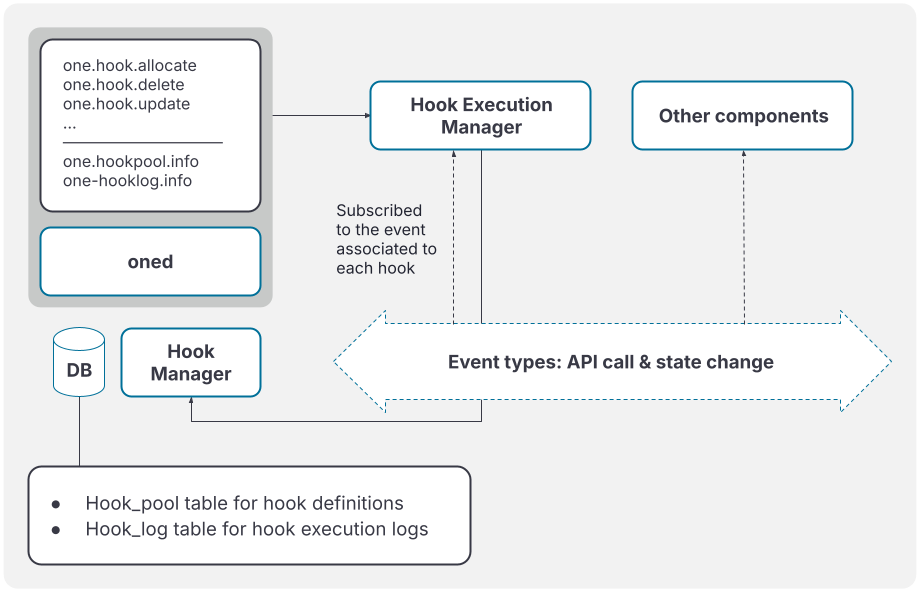 one.hook.allocate
one.hook.delete
one.hook.update
...
one.hookpool.info
one-hooklog.info
oned
Hook Execution
Manager
Other components
Subscribed
to the event
associated to
each hook
DB
Hook
Manager
Event types: API call & state change
● Hook_pool table for hook definitions
● Hook_log table for hook execution logs